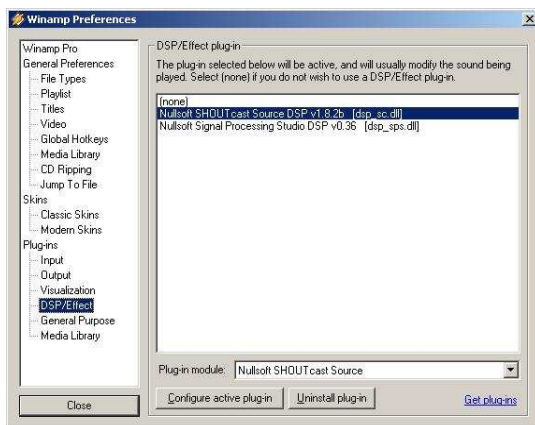 Winamp Preferences
Winamp Pro
General Preferences
File Types
Playlist
Titles
Video
Global Hotkeys
Media Library
CD Ripping
Jump To File
Skins
Classic Skins
Modern Skins
Plug-ins
Input
Output
Visualization
DSP/Effect
General Purpose
Media Library
Close
DSP/Effect plug-in
The plug-in selected below will be active, and will usually modify the sound being
played. Select (none) if you do not wish to use a DSP/Effect plug-in.
(none)
Nullsoft SHOUTcast Source DSP v1.8.2b [dsp_sc.dll]
Nullsoft Signal Processing Studio DSP v0.36 [dsp_sps.dll]
Plug-in module: Nullsoft SHOUTcast Source
Configure active plug-in Uninstall plug-in Get plug-ins